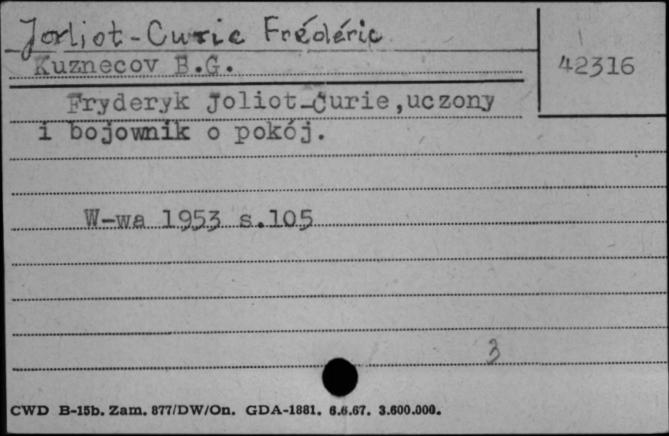 Joliot-Curie Frédéric
Kuznecov B.G.
42316
Fryderyk Joliot-Curie,uczony
i bojownik o pokój.
W-wa 1953 s.105
3
CWD B-15b. Zam. 877/DW/On. GDA-1881. 6.6.67. 3.600.000.